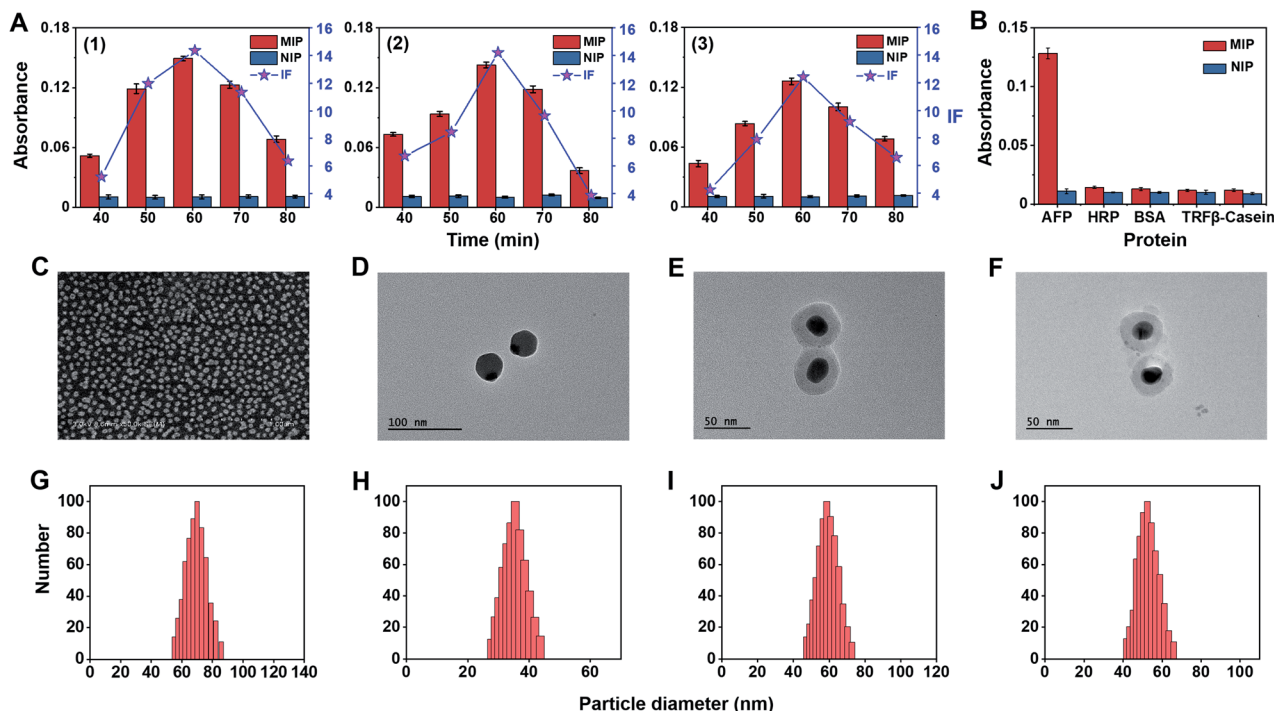 A
(1)
MIP
NIP
IF
Absorbance
0.18
0.12
0.06
0
16
14
12
10
8
6
4
40 50 60 70 80
(2)
MIP
NIP
IF
0.18
0.12
0.06
0
16
14
12
10
8
6
4
40 50 60 70 80
Time (min)
(3)
MIP
NIP
IF
0.18
0.12
0.06
0
16
14
12
10
8
6
4
IF
40 50 60 70 80
B
MIP
NIP
Absorbance
0.15
0.1
0.05
0
AFP HRP BSA TRF β-Casein
Protein
C
D
100 nm
E
50 nm
F
50 nm
G
Number
100
80
60
40
20
0
0 20 40 60 80 100 120 140
H
100
80
60
40
20
0
0 20 40 60
I
100
80
60
40
20
0
0 20 40 60 80 100 120
J
100
80
60
40
20
0
0 20 40 60 80 100
Particle diameter (nm)